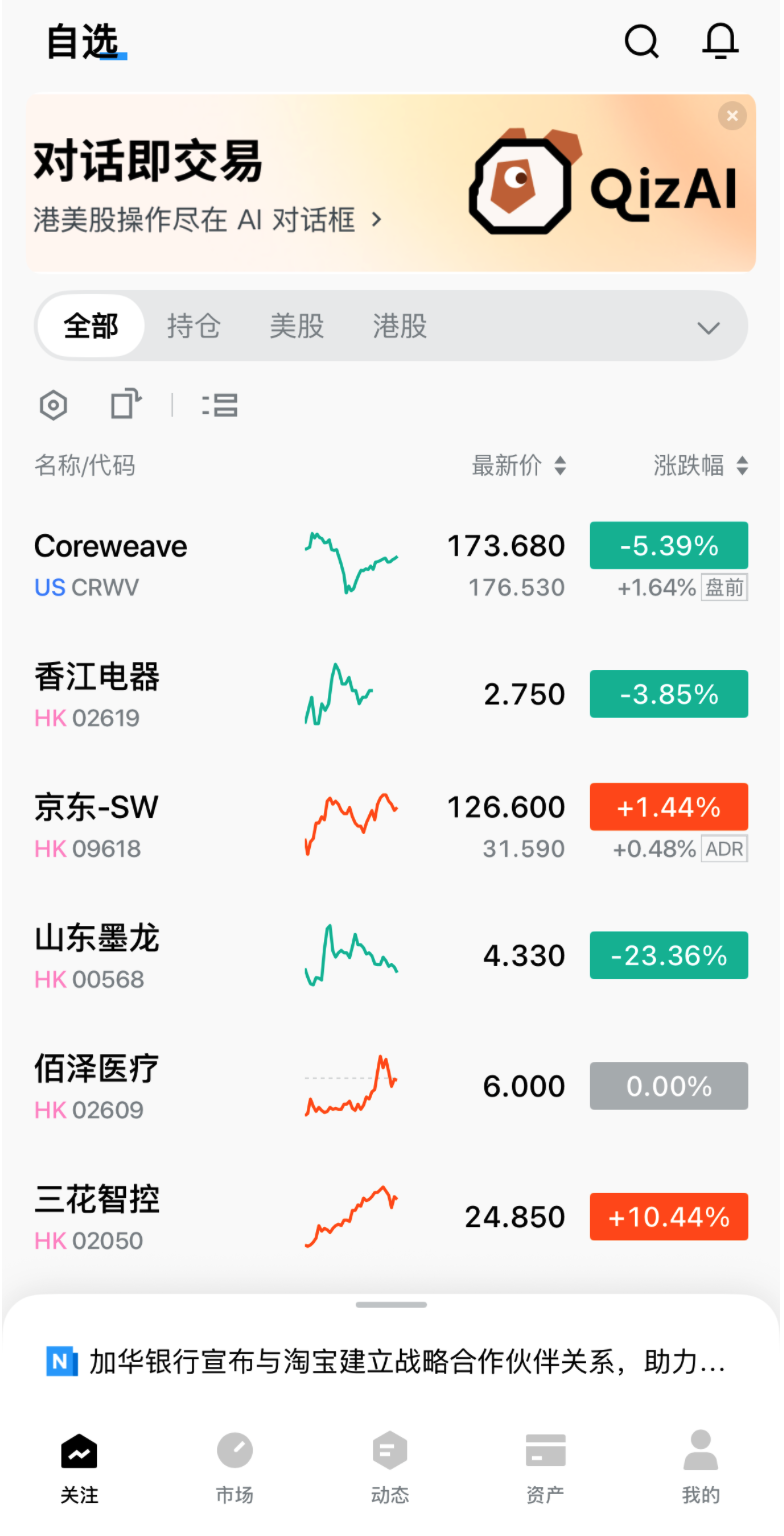 自选
对话即交易
港美股操作尽在 AI 对话框 >
QizAI
全部 持仓 美股 港股
名称/代码 最新价 涨跌幅
Coreweave 173.680 -5.39%
US CRWV 176.530 +1.64% 盘前
香江电器
HK 02619 2.750 -3.85%
京东-SW 126.600 +1.44%
HK 09618 31.590 +0.48% ADR
山东墨龙
HK 00568 4.330 -23.36%
佰泽医疗
HK 02609 6.000 0.00%
三花智控
HK 02050 24.850 +10.44%
N 加华银行宣布与淘宝建立战略合作伙伴关系，助力...
关注 市场 动态 资产 我的